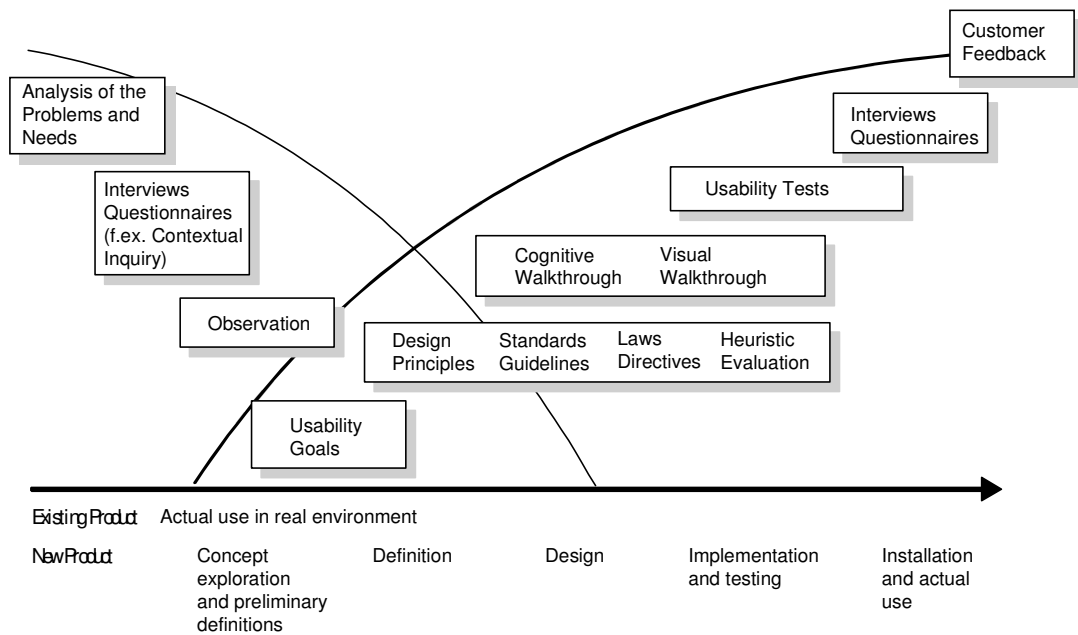 Customer
Feedback
Analysis of the
Problems and
Needs
Interviews
Questionnaires
Usability Tests
Interviews
Questionnaires
(f.ex. Contextual
Inquiry)
Cognitive
Walkthrough
Visual
Walkthrough
Observation
Design
Principles
Standards
Guidelines
Laws
Directives
Heuristic
Evaluation
Usability
Goals
Existing Product
Actual use in real environment
New Product
Concept
exploration
and preliminary
definitions
Definition
Design
Implementation
and testing
Installation
and actual
use